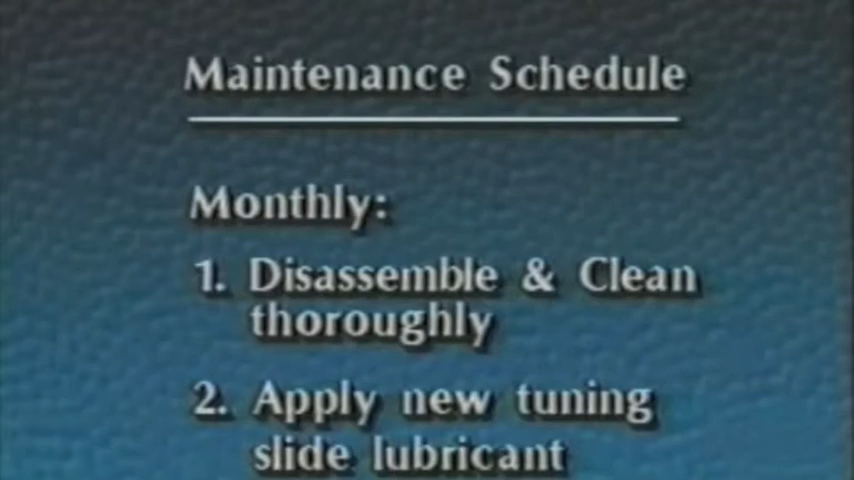 Maintenance Schedule
Monthly:
1. Disassemble & Clean
thoroughly
2. Apply new tuning
slide lubricant